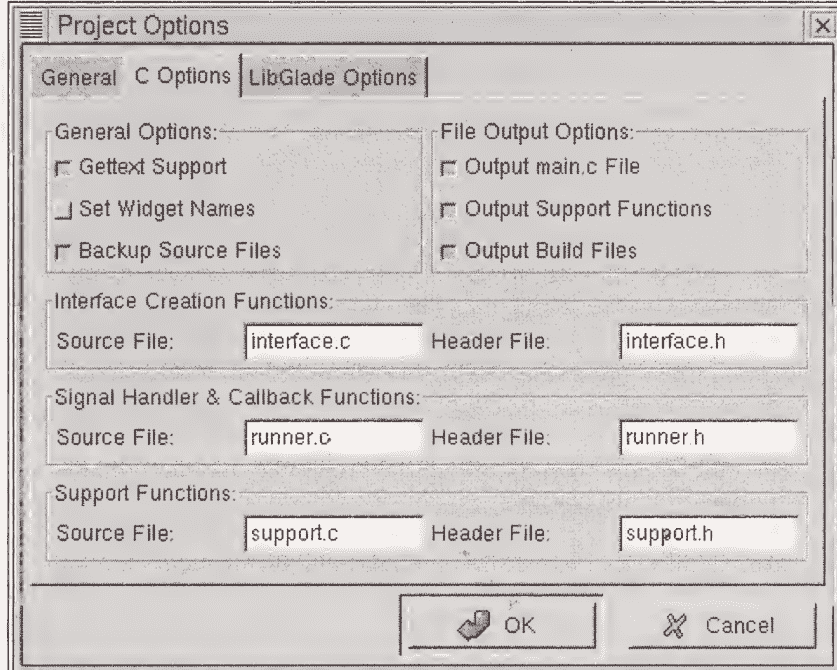 Project Options
General C Options LibGlade Options
General Options: File Output Options:
Gettext Support Output main.c File
Set Widget Names Output Support Functions
Backup Source Files Output Build Files
Interface Creation Functions:
Source File: interface.c Header File: interface.h
Signal Handler & Callback Functions:
Source File: runner.c Header File: runner.h
Support Functions:
Source File: support.c Header File: support.h
OK Cancel